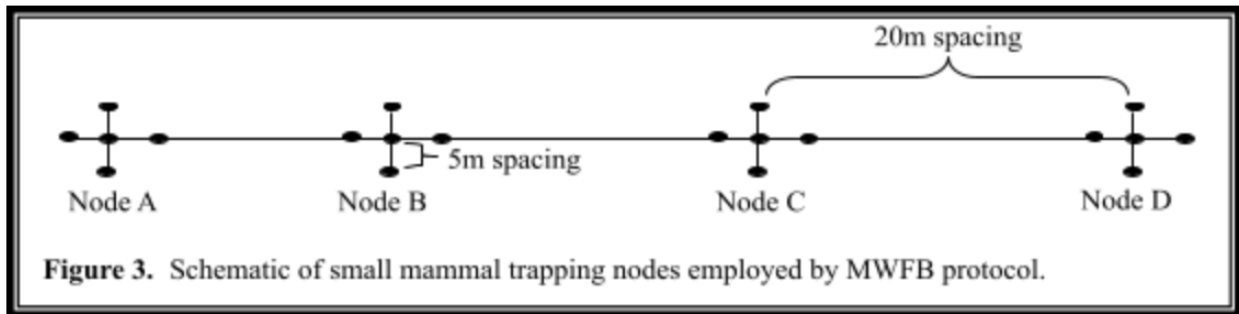 20m spacing
5m spacing
Node A
Node B
Node C
Node D
Figure 3. Schematic of small mammal trapping nodes employed by MWFB protocol.